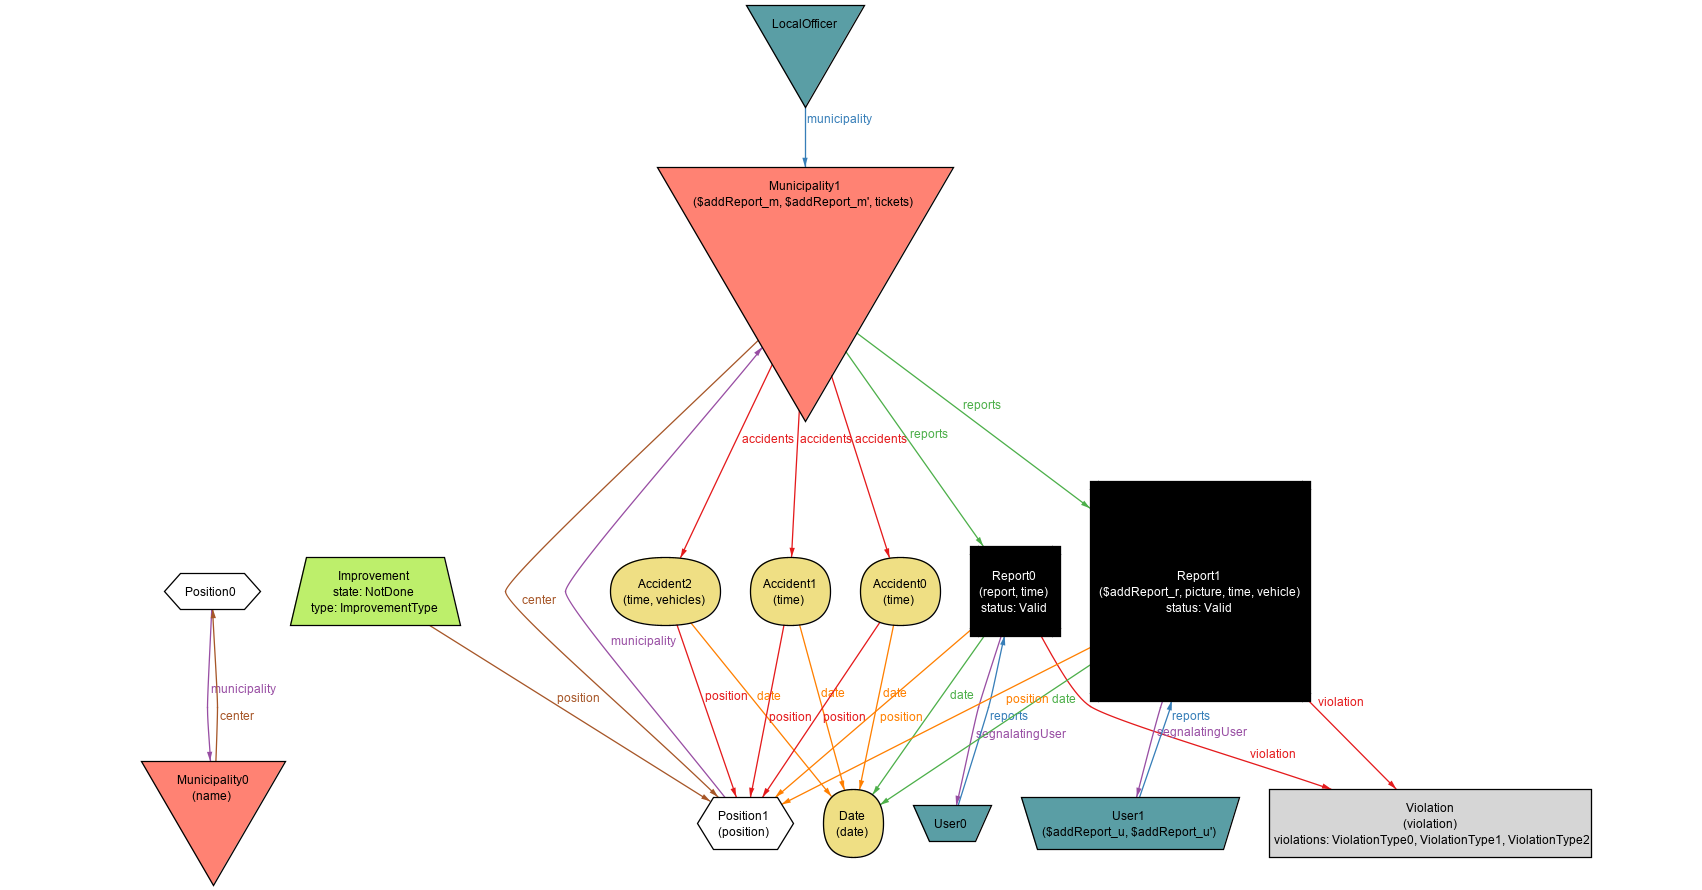 LocalOfficer
municipality
Municipality1
($addReport_m, $addReport_m', tickets)
reports
accidents
accidents
accidents
reports
Position0
Improvement
state: NotDone
type: ImprovementType
center
Accident2
(time, vehicles)
Accident1
(time)
Accident0
(time)
Report0
(report, time)
status: Valid
Report1
($addReport_r, picture, time, vehicle)
status: Valid
municipality
municipality
center
position
position
date
date
date
position
position
position
date
position
date
reports
segnalatingUser
reports
segnalatingUser
violation
violation
Municipality0
(name)
Position1
(position)
Date
(date)
User0
User1
($addReport_u, $addReport_u')
Violation
(violation)
violations: ViolationType0, ViolationType1, ViolationType2